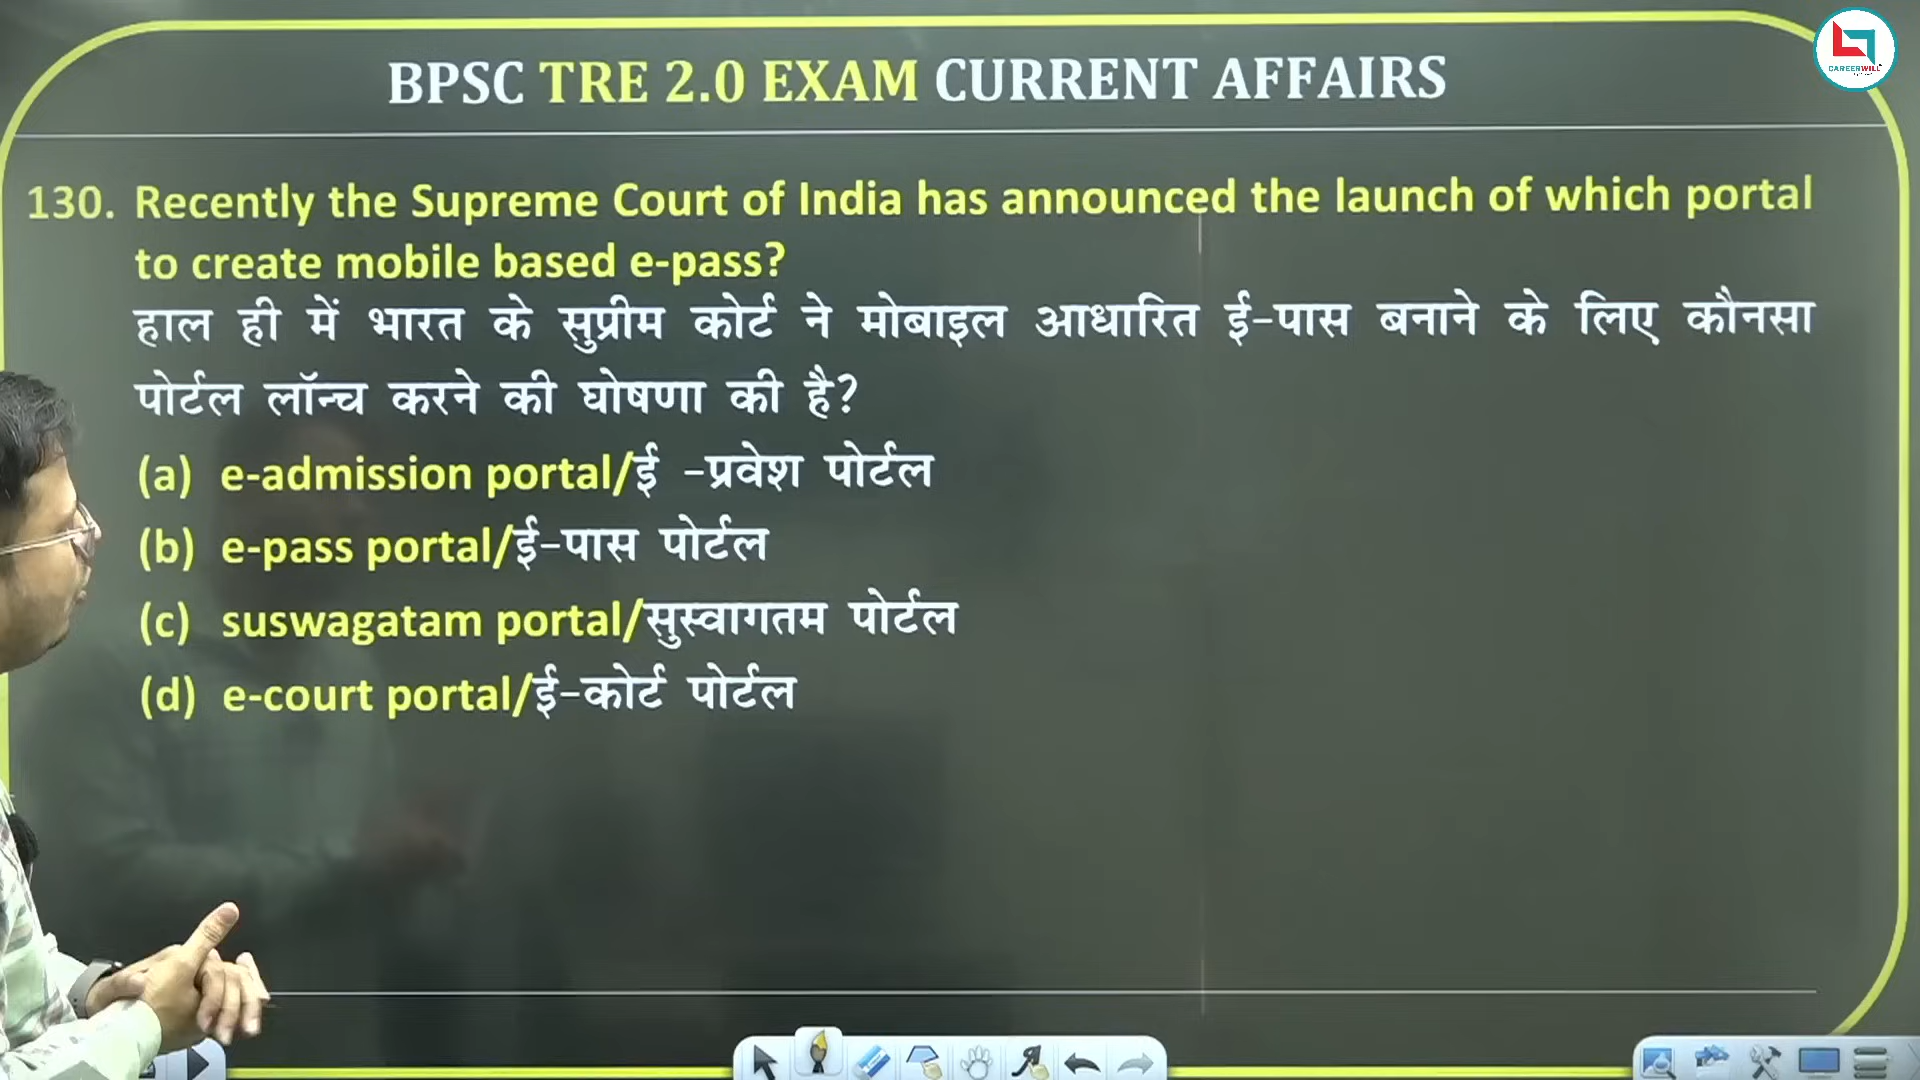 BPSC TRE 2.0 EXAM CURRENT AFFAIRS
CAREERWILL
130. Recently the Supreme Court of India has announced the launch of which portal
to create mobile based e-pass?
हाल ही में भारत के सुप्रीम कोर्ट ने मोबाइल आधारित ई-पास बनाने के लिए कौनसा
पोर्टल लॉन्च करने की घोषणा की है?
(a) e-admission portal/ई -प्रवेश पोर्टल
(b) e-pass portal/ई-पास पोर्टल
(c) suswagatam portal/सुस्वागतम पोर्टल
(d) e-court portal/ई-कोर्ट पोर्टल